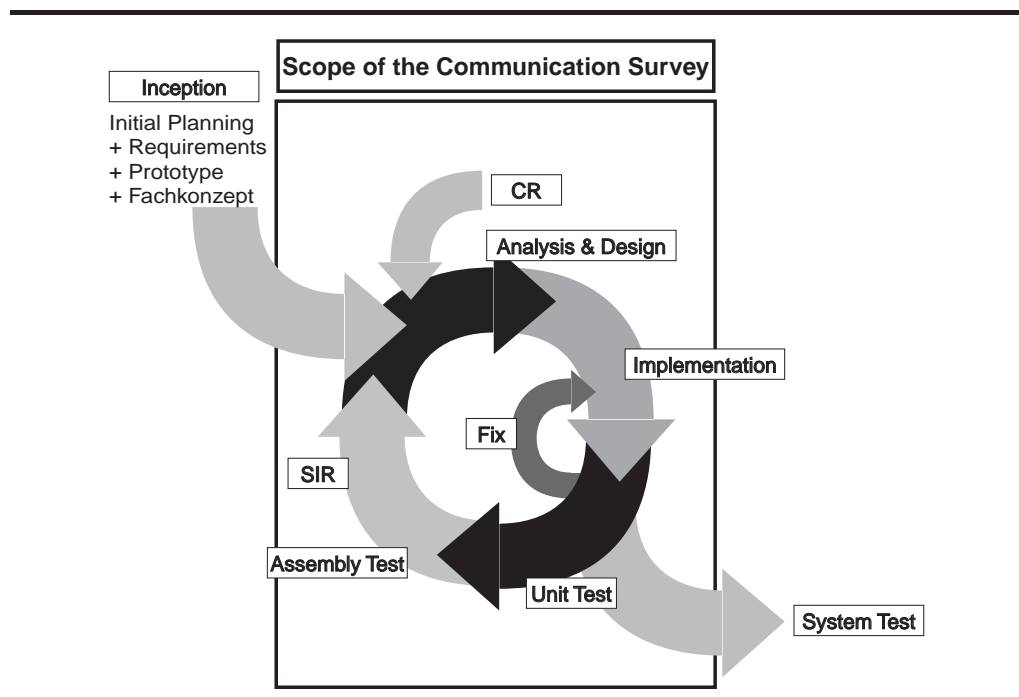 Scope of the Communication Survey
Inception
Initial Planning
+ Requirements
+ Prototype
+ Fachkonzept
CR
Analysis & Design
Implementation
Fix
SIR
Assembly Test
Unit Test
System Test